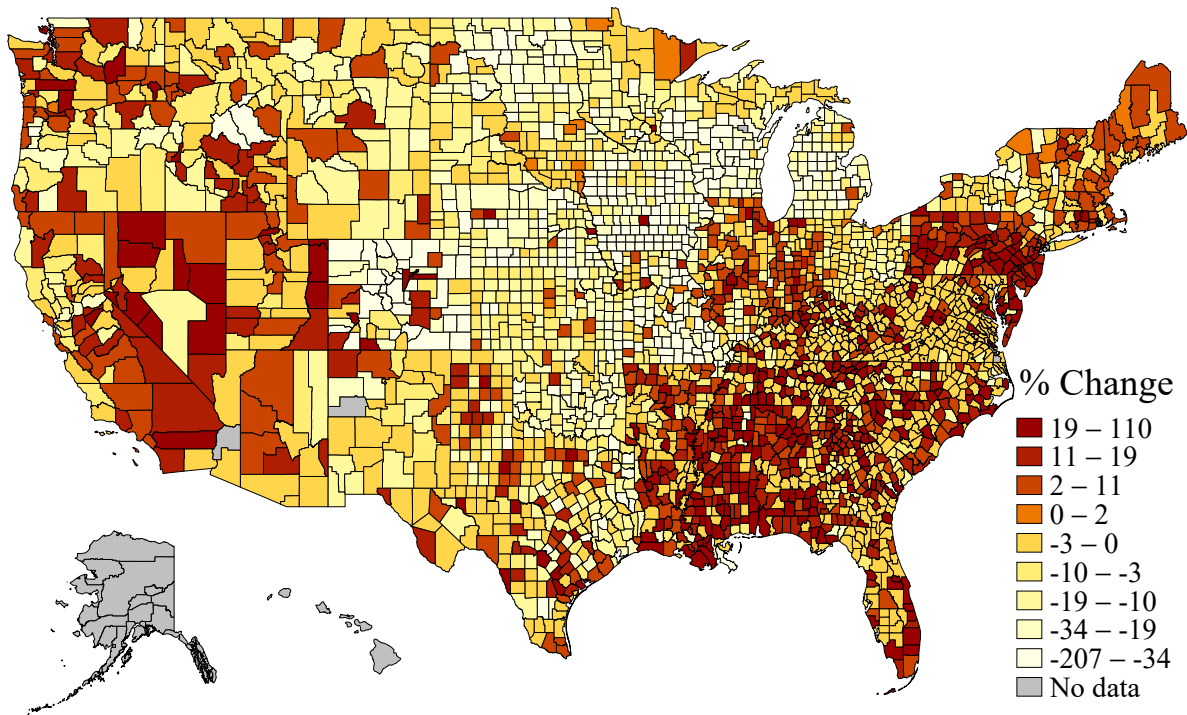 % Change
19 – 110
11 – 19
2 – 11
0 – 2
-3 – 0
-10 – -3
-19 – -10
-34 – -19
-207 – -34
No data